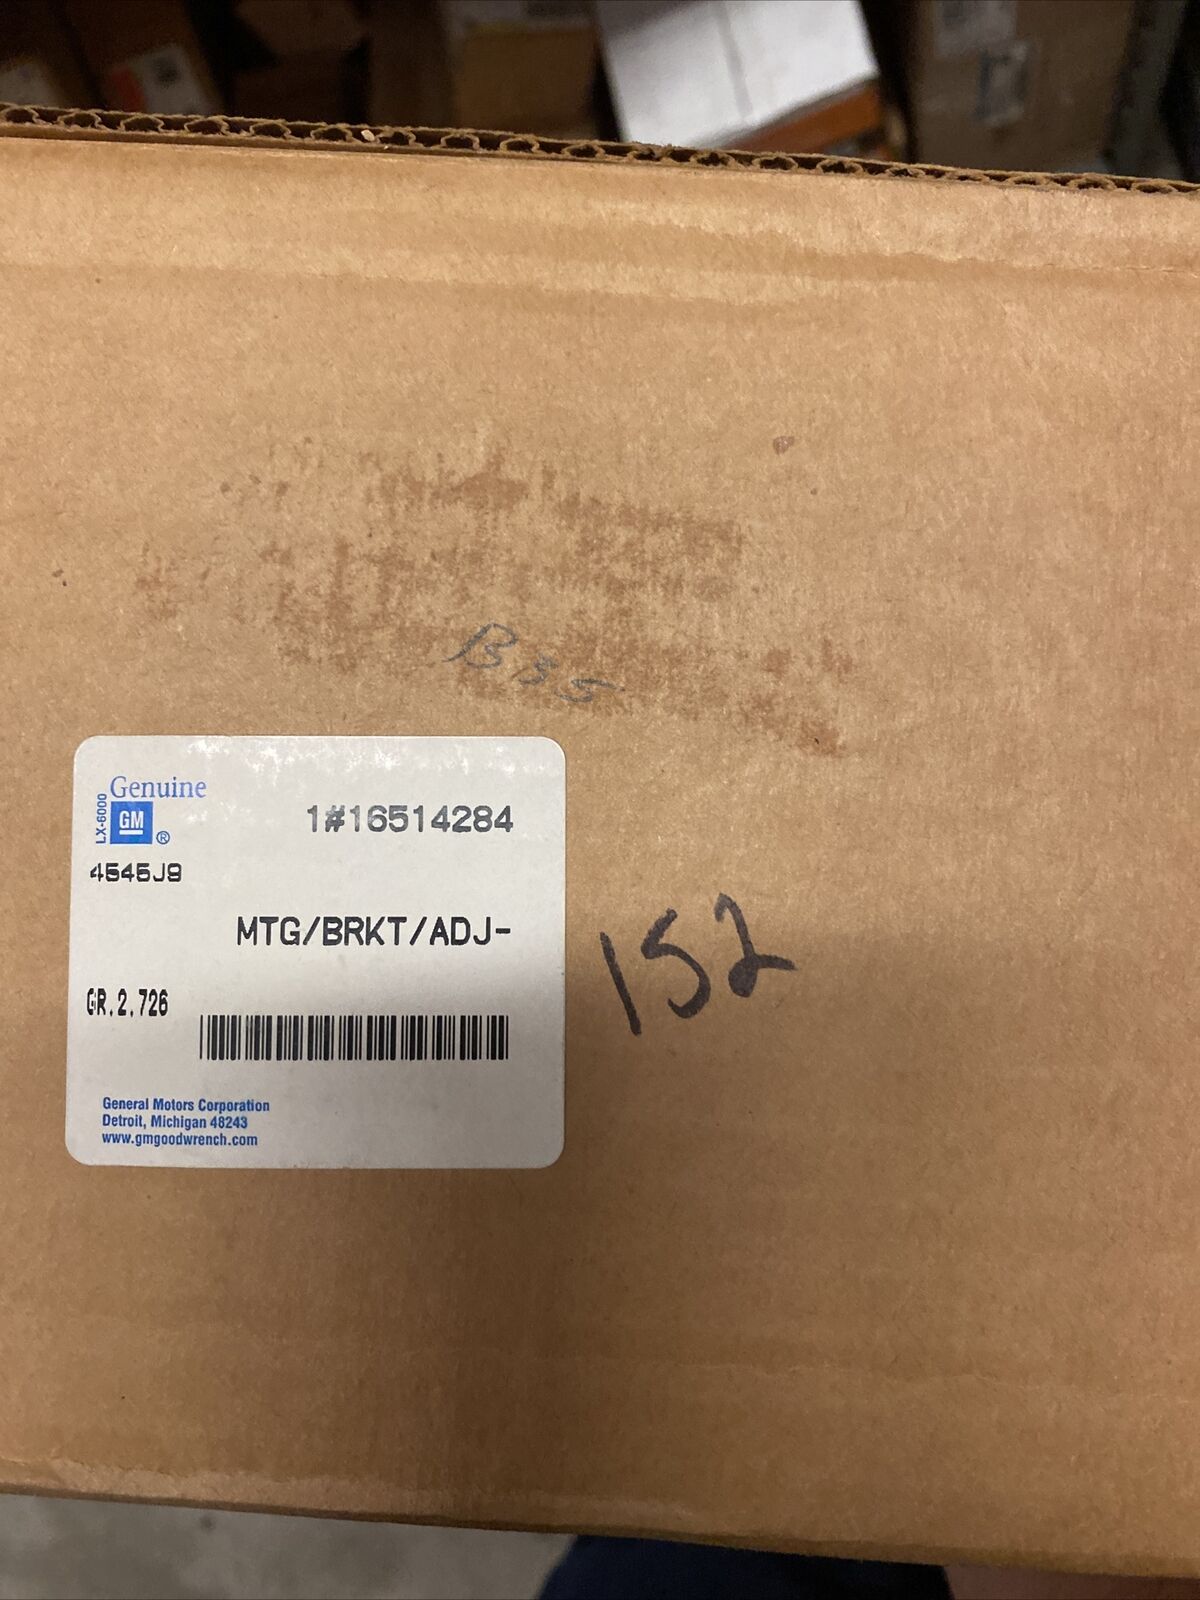 B35
Genuine
LX-6000
GM ®
1#16514284
4545J9
MTG/BRKT/ADJ-
GR.2.726
152
General Motors Corporation
Detroit, Michigan 48243
www.gmgoodwrench.com